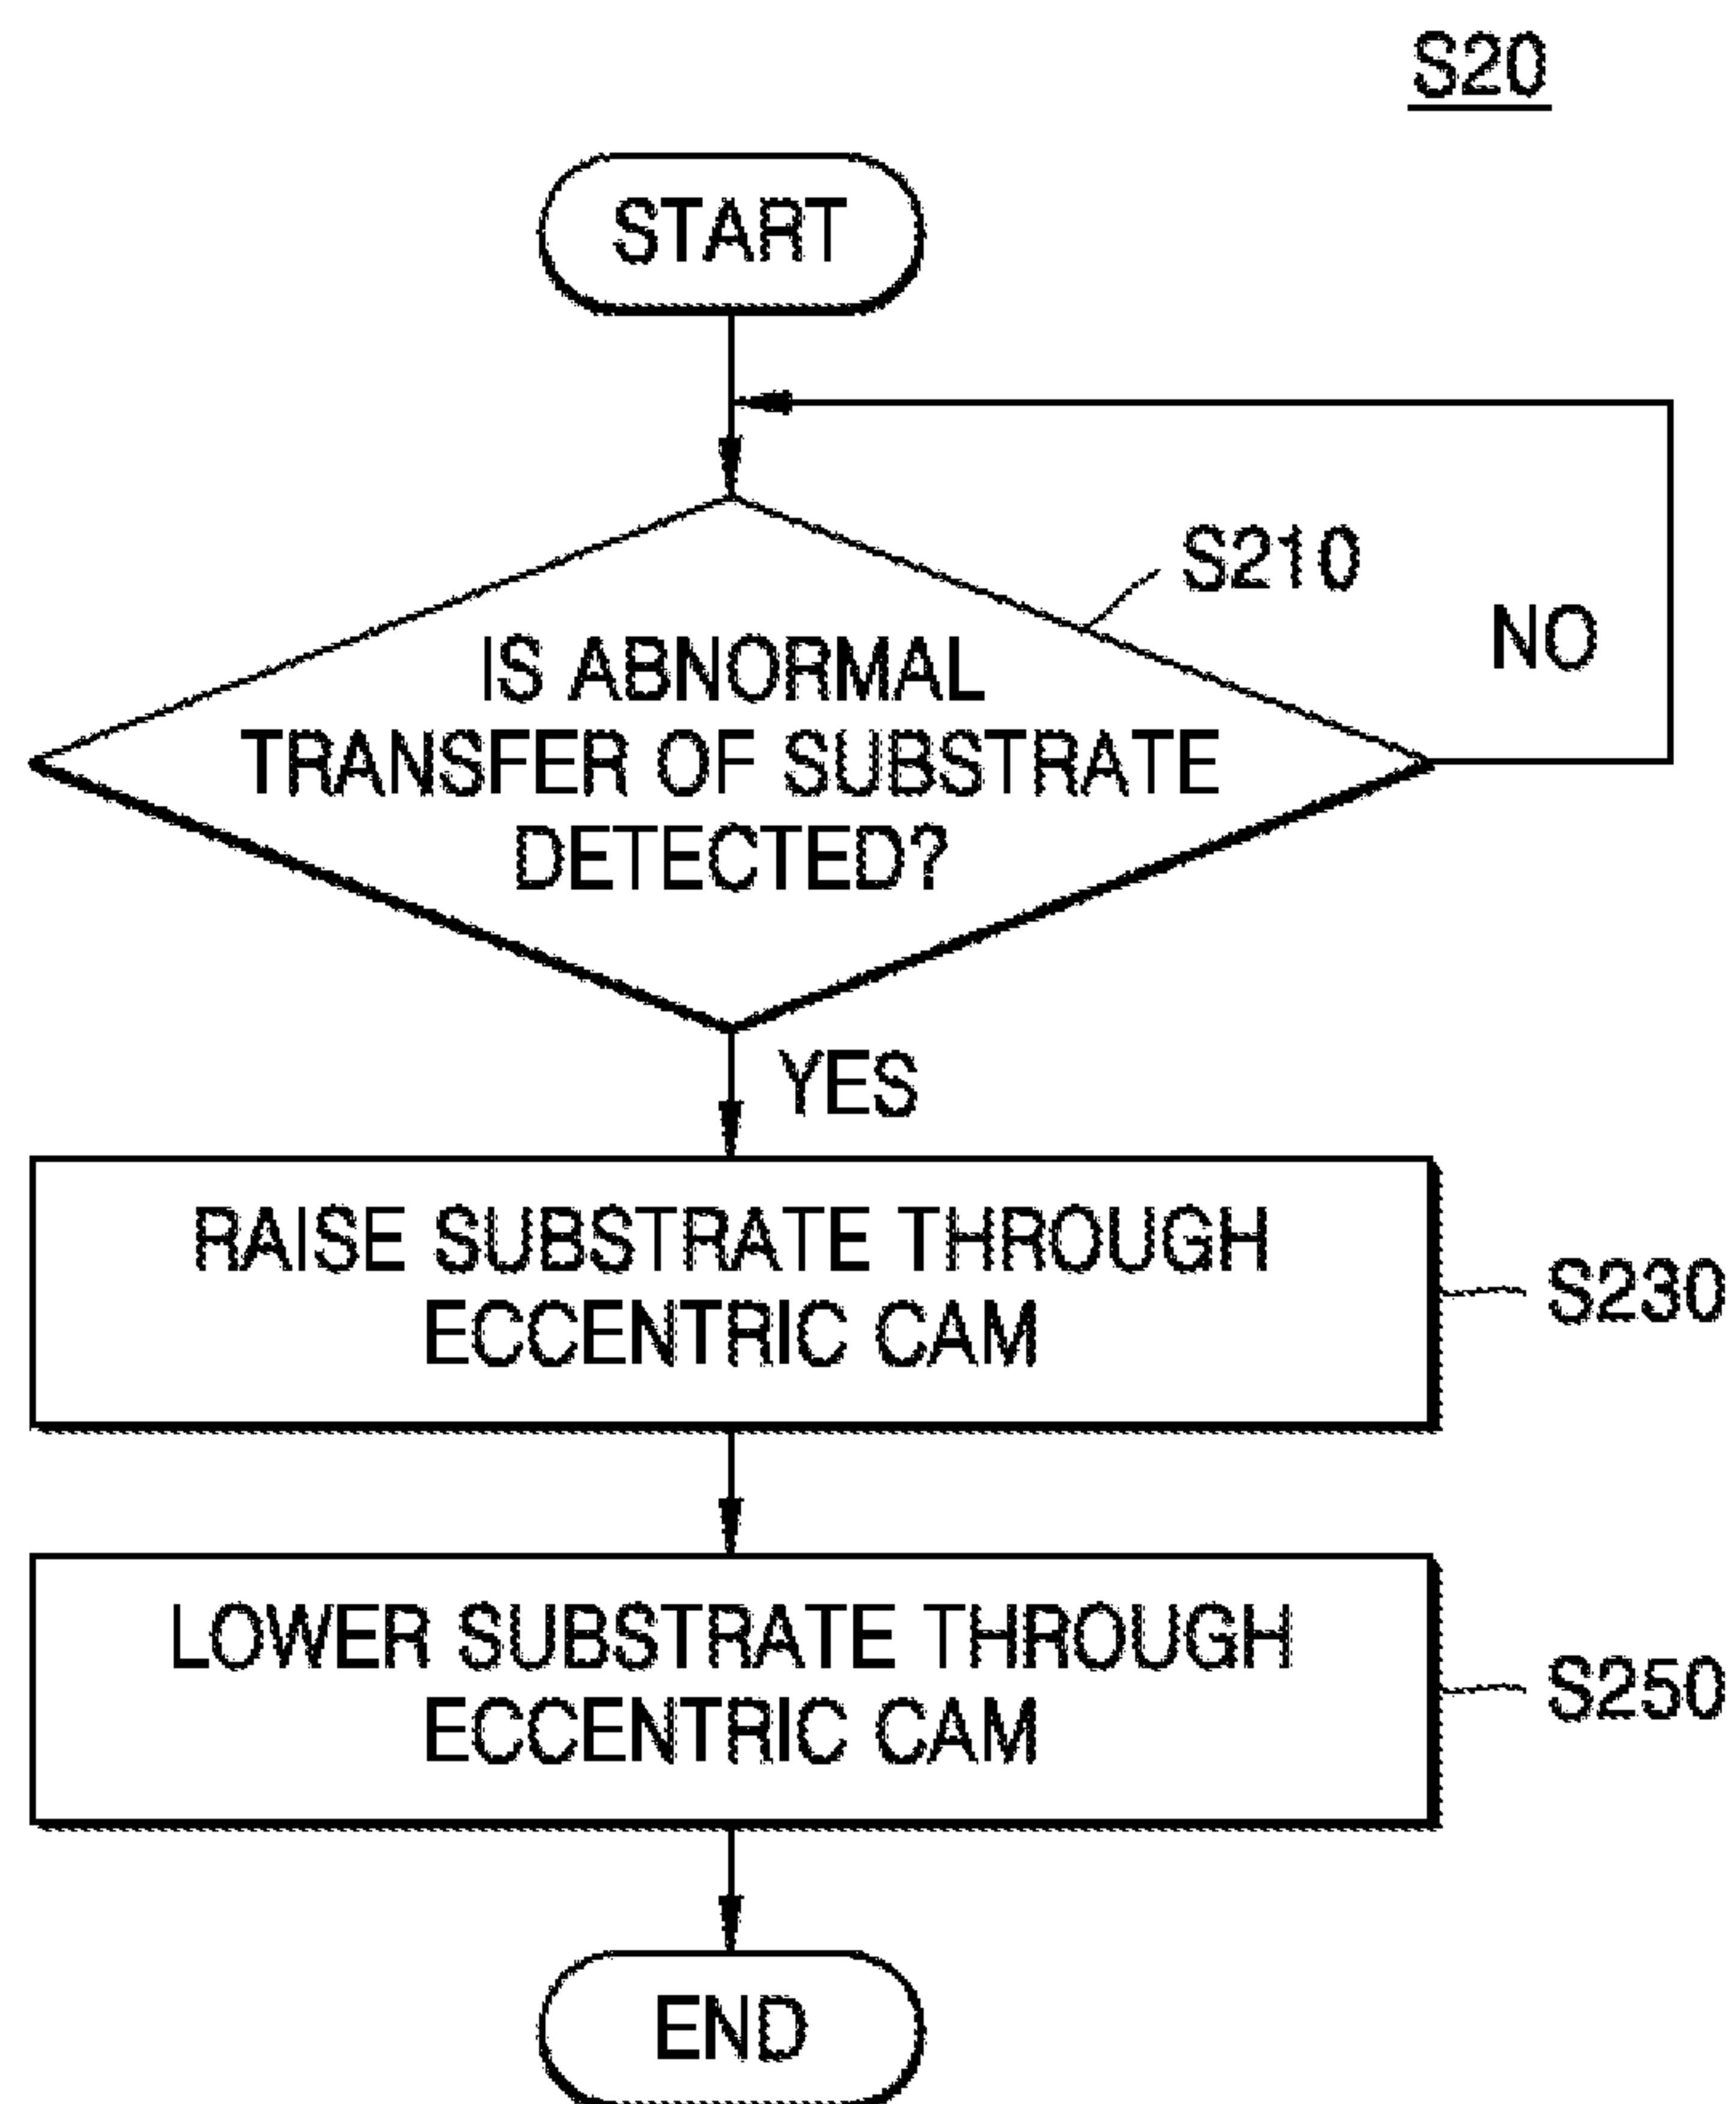 S20
START
S210
NO
IS ABNORMAL
TRANSFER OF SUBSTRATE
DETECTED?
YES
RAISE SUBSTRATE THROUGH
ECCENTRIC CAM
S230
LOWER SUBSTRATE THROUGH
ECCENTRIC CAM
S250
END